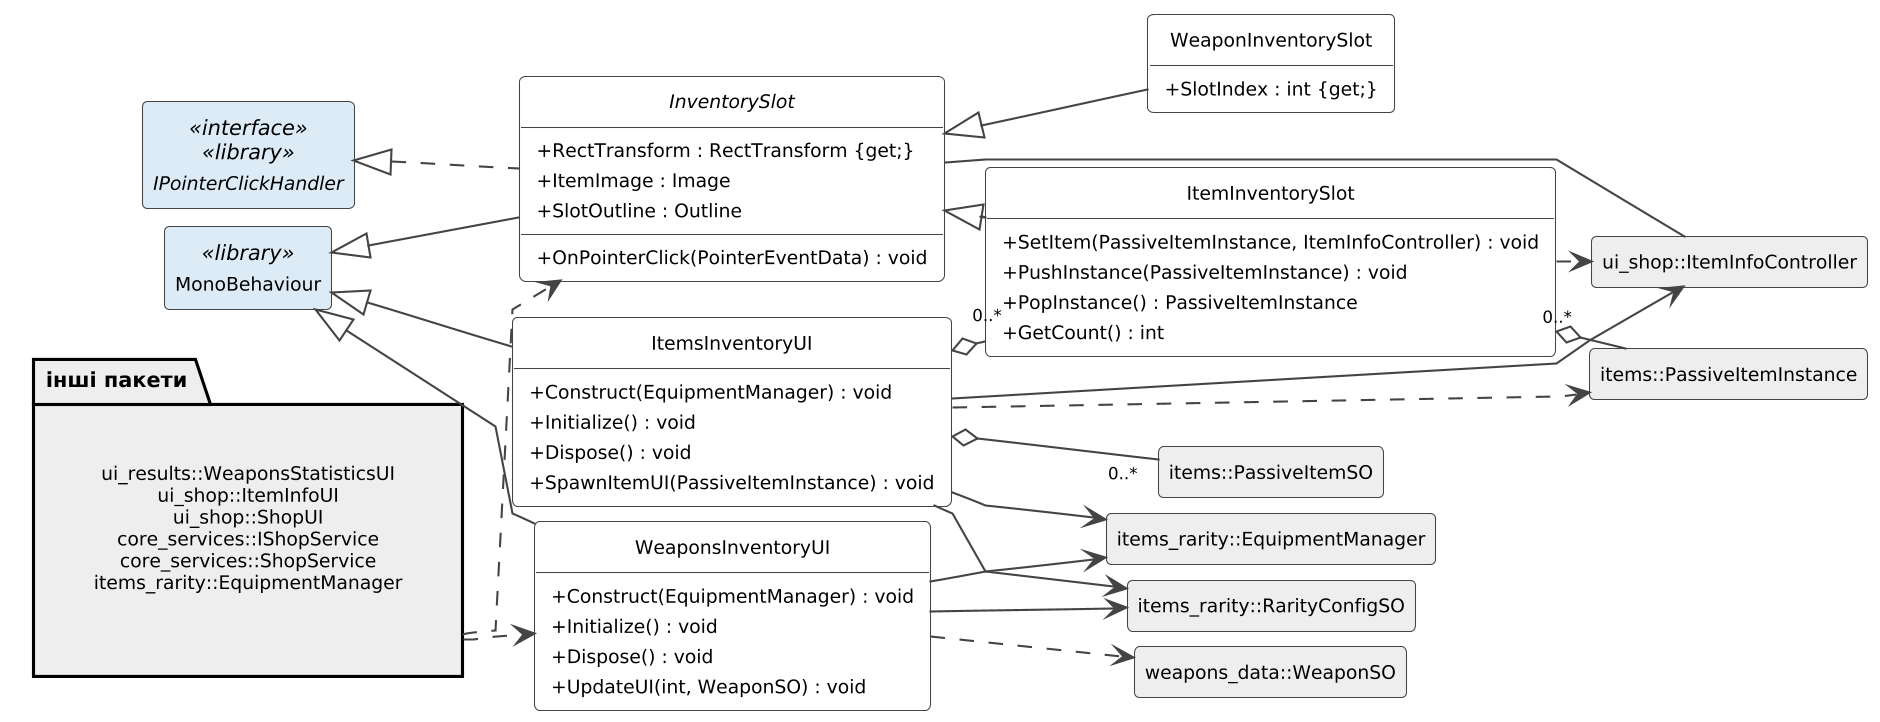 WeaponInventorySlot
+SlotIndex : int {get;}
InventorySlot
+RectTransform : RectTransform {get;}
+ItemImage : Image
+SlotOutline : Outline
+OnPointerClick(PointerEventData) : void
«interface»
«library»
IPointerClickHandler
«library»
MonoBehaviour
ItemInventorySlot
+SetItem(PassiveItemInstance, ItemInfoController) : void
+PushInstance(PassiveItemInstance) : void
+PopInstance() : PassiveItemInstance
+GetCount() : int
ui_shop::ItemInfoController
0..*
0..*
items::PassiveItemInstance
ItemsInventoryUI
+Construct(EquipmentManager) : void
+Initialize() : void
+Dispose() : void
+SpawnItemUI(PassiveItemInstance) : void
інші пакети
ui_results::WeaponsStatisticsUI
ui_shop::ItemInfoUI
ui_shop::ShopUI
core_services::IShopService
core_services::ShopService
items_rarity::EquipmentManager
0..*
items::PassiveItemSO
items_rarity::EquipmentManager
items_rarity::RarityConfigSO
weapons_data::WeaponSO
WeaponsInventoryUI
+Construct(EquipmentManager) : void
+Initialize() : void
+Dispose() : void
+UpdateUI(int, WeaponSO) : void